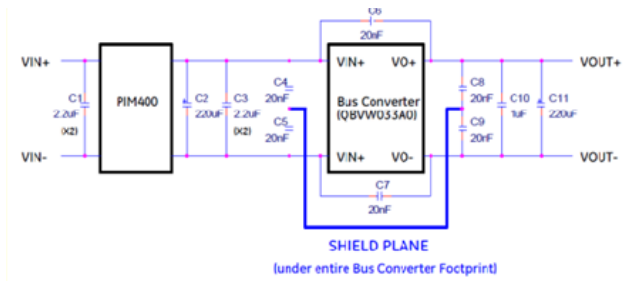 C6
20nF
VIN+
VIN+ VO+
VOUT+
C1
2.2uF
(X2)
PIM400
C2
220uF
C3
2.2uF
(X2)
C4
20nF
C5
20nF
Bus Converter
(QBVW033A0)
C8
20nF
C9
20nF
C10
1uF
C11
220uF
VIN-
VIN+ VO-
VOUT-
C7
20nF
SHIELD PLANE
(under entire Bus Converter Foctprint)